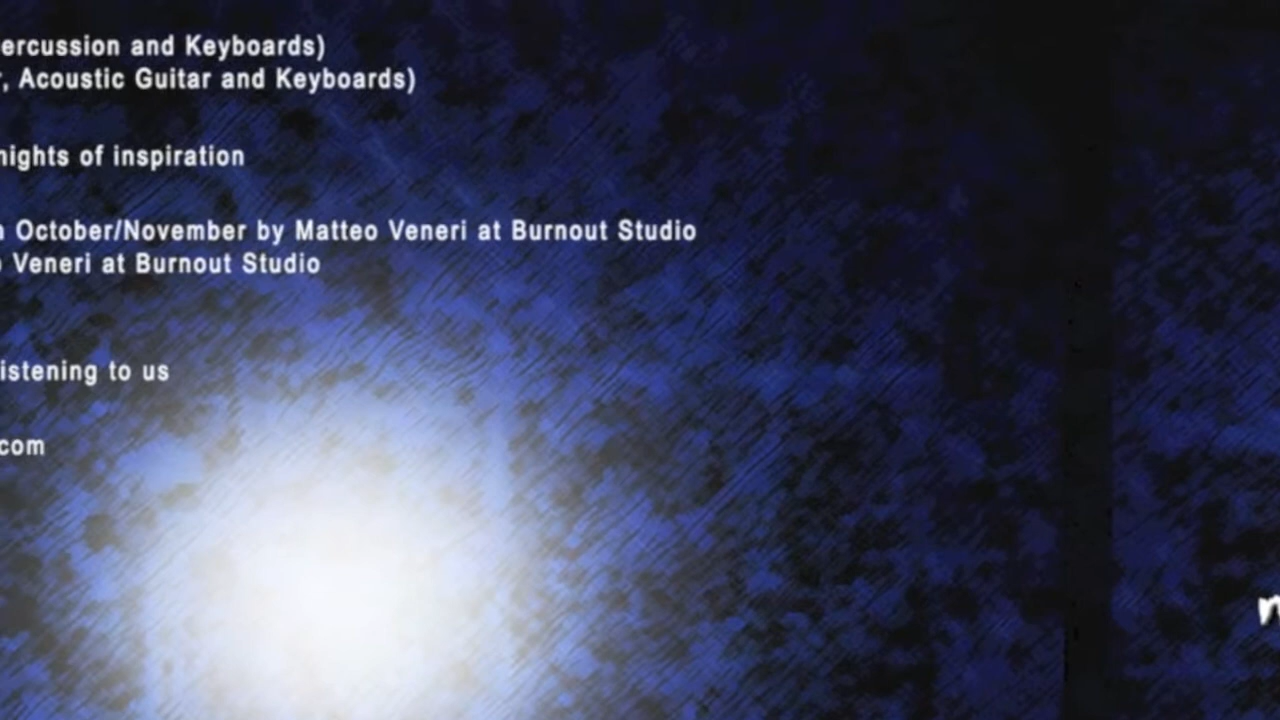 ercussion and Keyboards)
, Acoustic Guitar and Keyboards)
nights of inspiration
October/November by Matteo Veneri at Burnout Studio
Veneri at Burnout Studio
istening to us
.com